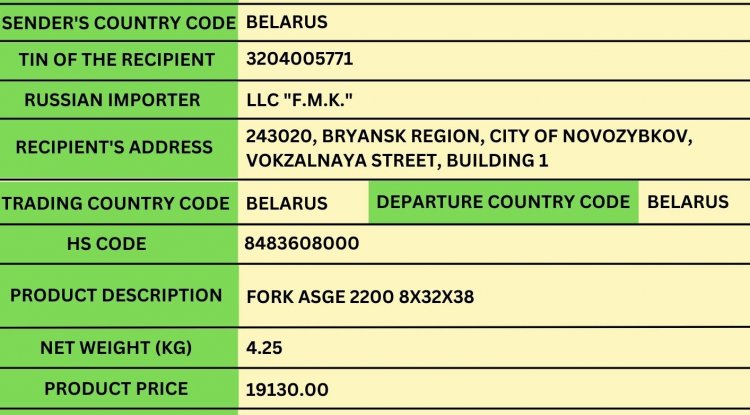 SENDER'S COUNTRY CODE BELARUS
TIN OF THE RECIPIENT 3204005771
RUSSIAN IMPORTER LLC "F.M.K."
RECIPIENT'S ADDRESS 243020, BRYANSK REGION, CITY OF NOVOZYBKOV,
VOKZALNAYA STREET, BUILDING 1
TRADING COUNTRY CODE BELARUS DEPARTURE COUNTRY CODE BELARUS
HS CODE 8483608000
PRODUCT DESCRIPTION FORK ASGE 2200 8X32X38
NET WEIGHT (KG) 4.25
PRODUCT PRICE 19130.00